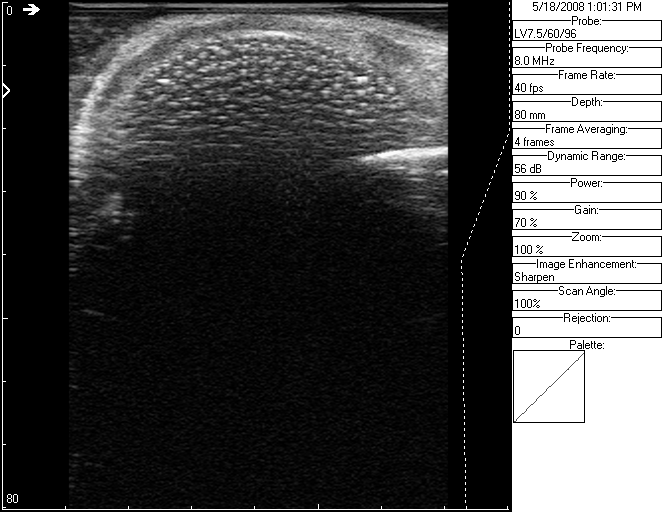 0
80
5/18/2008 1:01:31 PM
Probe:
LV7.5/60/96
Probe Frequency:
8.0 MHz
Frame Rate:
40 fps
Depth:
80 mm
Frame Averaging:
4 frames
Dynamic Range:
56 dB
Power:
90 %
Gain:
70 %
Zoom:
100 %
Image Enhancement:
Sharpen
Scan Angle:
100%
Rejection:
0
Palette: